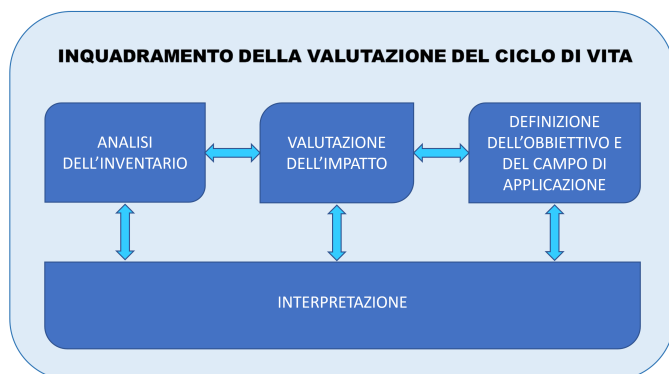 INQUADRAMENTO DELLA VALUTAZIONE DEL CICLO DI VITA
ANALISI
DELL'INVENTARIO
VALUTAZIONE
DELL'IMPATTO
DEFINIZIONE
DELL'OBBIETTIVO E
DEL CAMPO DI
APPLICAZIONE
INTERPRETAZIONE